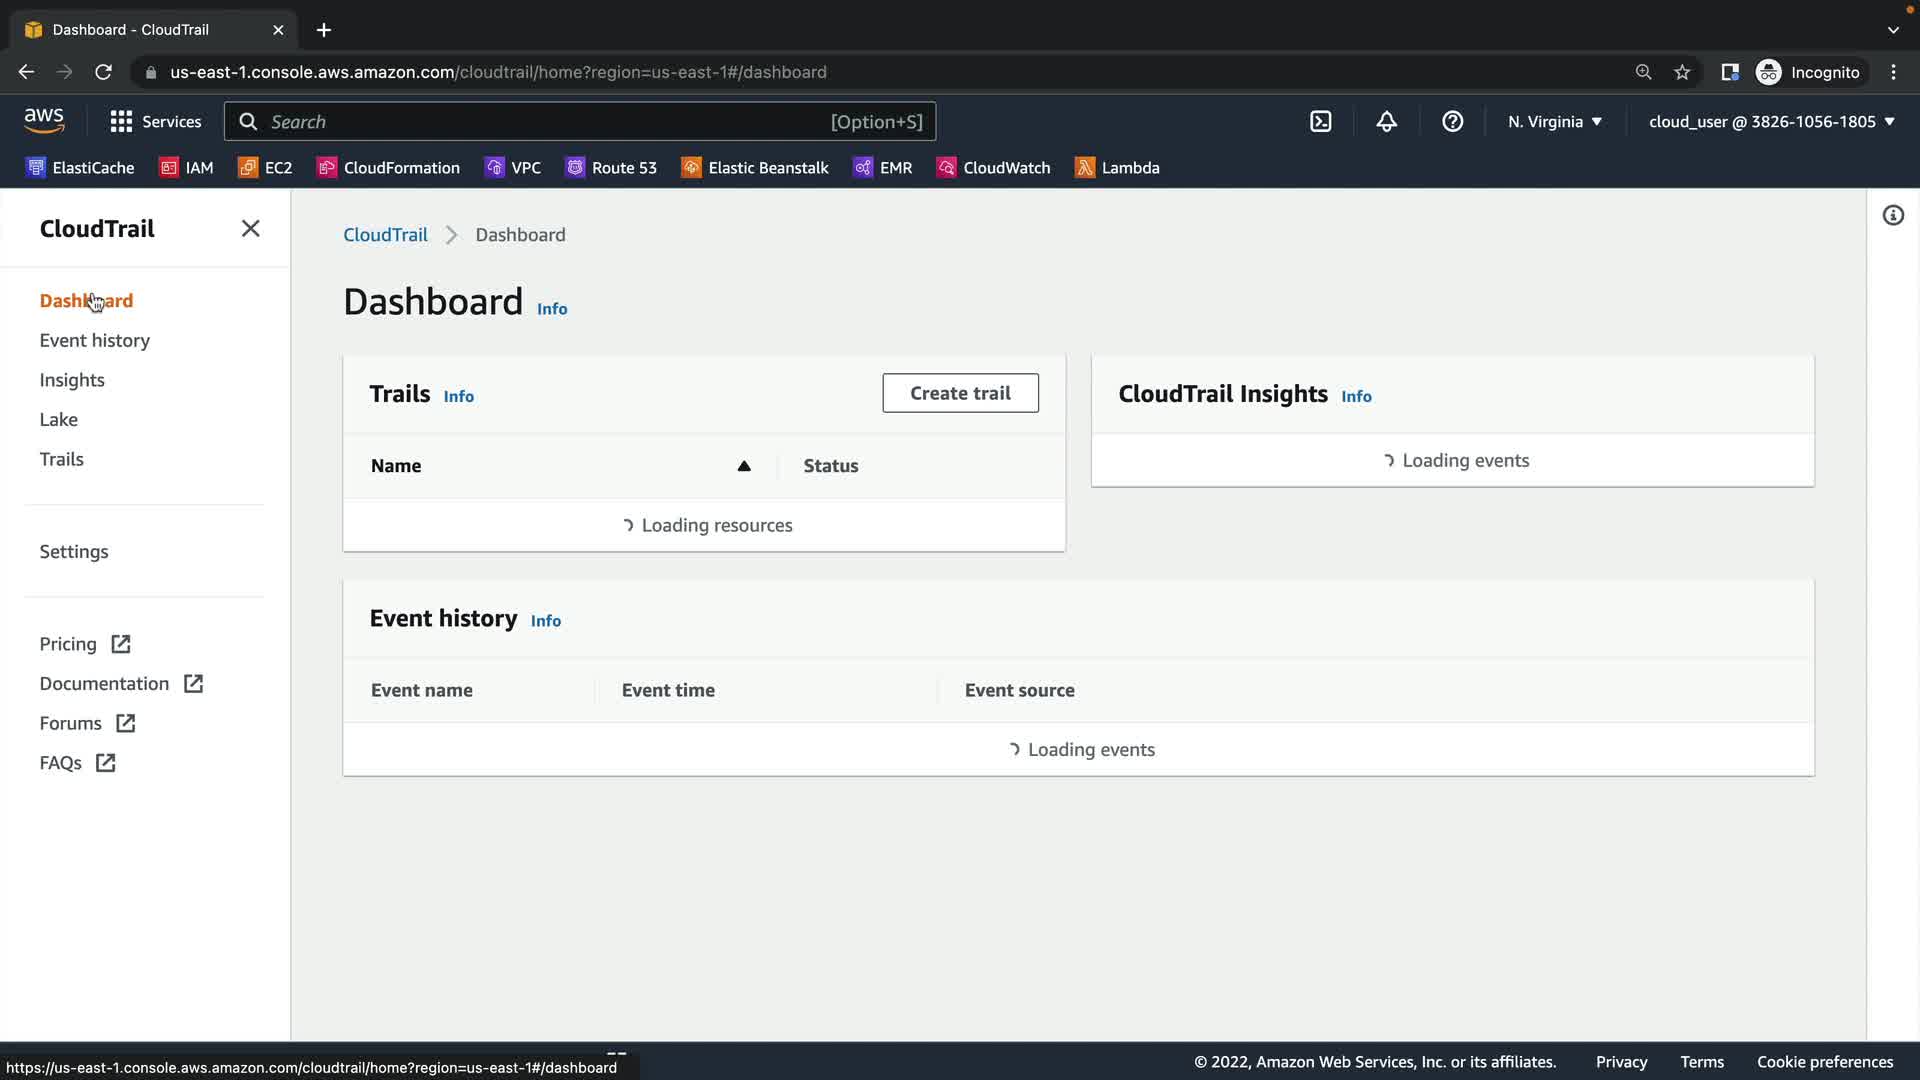 Dashboard - CloudTrail
us-east-1.console.aws.amazon.com/cloudtrail/home?region=us-east-1#/dashboard
Incognito
aws
Services
Search
[Option+S]
N. Virginia
cloud_user @ 3826-1056-1805
ElastiCache
IAM
EC2
CloudFormation
VPC
Route 53
Elastic Beanstalk
EMR
CloudWatch
Lambda
CloudTrail
Dashboard
Event history
Insights
Lake
Trails
Settings
Pricing
Documentation
Forums
FAQs
CloudTrail
Dashboard
Dashboard Info
Trails Info
Create trail
Name
Status
Loading resources
CloudTrail Insights Info
Loading events
Event history Info
Event name
Event time
Event source
Loading events
https://us-east-1.console.aws.amazon.com/cloudtrail/home?region=us-east-1#/dashboard
© 2022, Amazon Web Services, Inc. or its affiliates.
Privacy
Terms
Cookie preferences